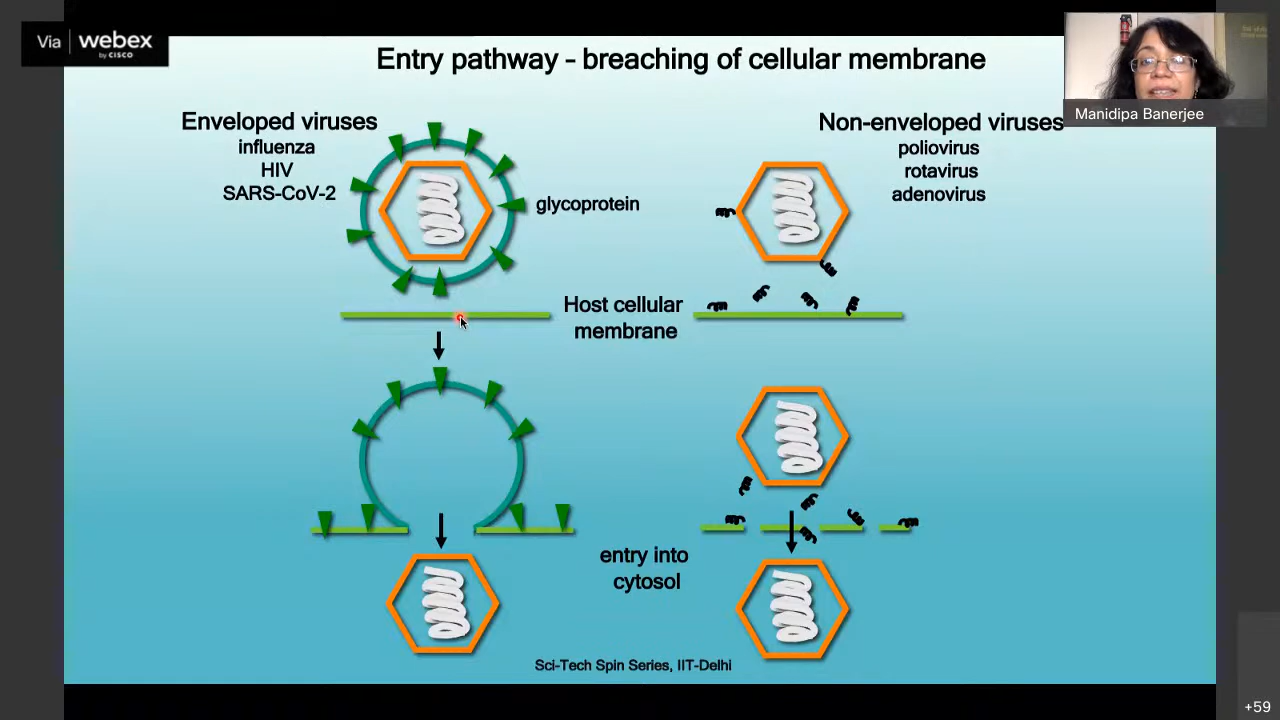 Via webex
by CISCO
Entry pathway - breaching of cellular membrane
Manidipa Banerjee
Enveloped viruses
influenza
HIV
SARS-CoV-2
glycoprotein
Non-enveloped viruses
poliovirus
rotavirus
adenovirus
Host cellular
membrane
entry into
cytosol
Sci-Tech Spin Series, IIT-Delhi
+59